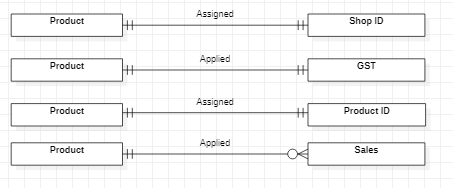 Product Assigned Shop ID
Product Applied GST
Product Assigned Product ID
Product Applied Sales